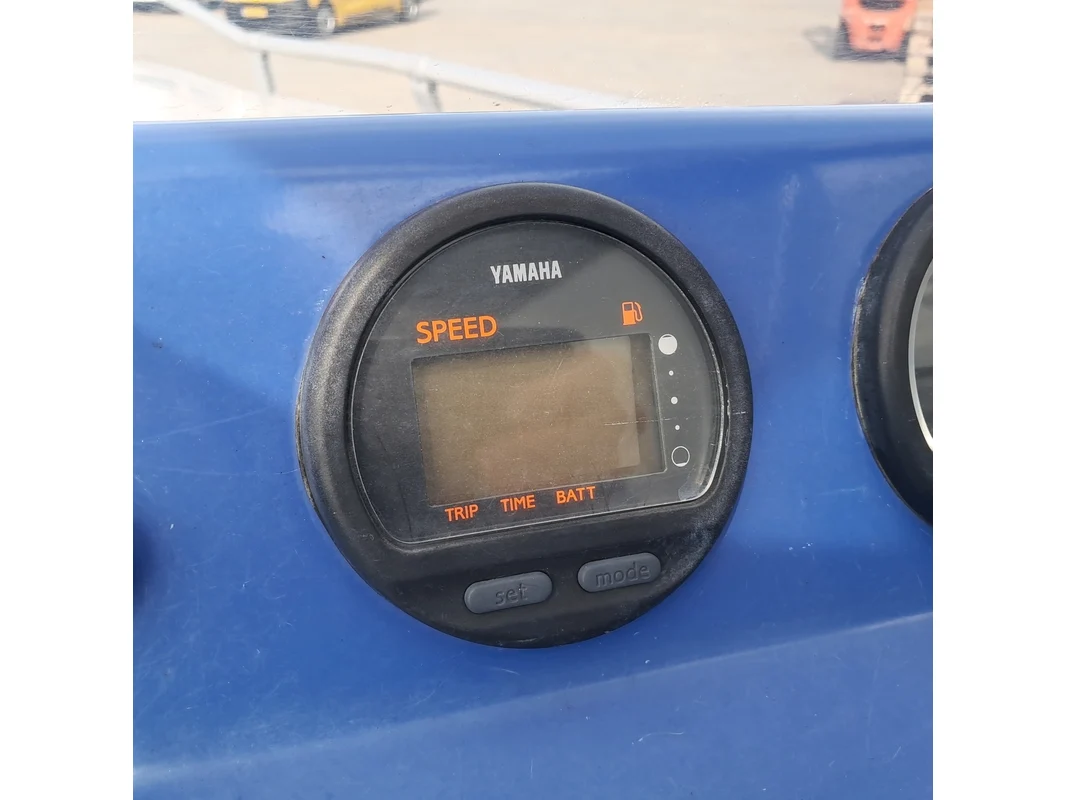 YAMAHA
SPEED
TRIP TIME BATT
set mode